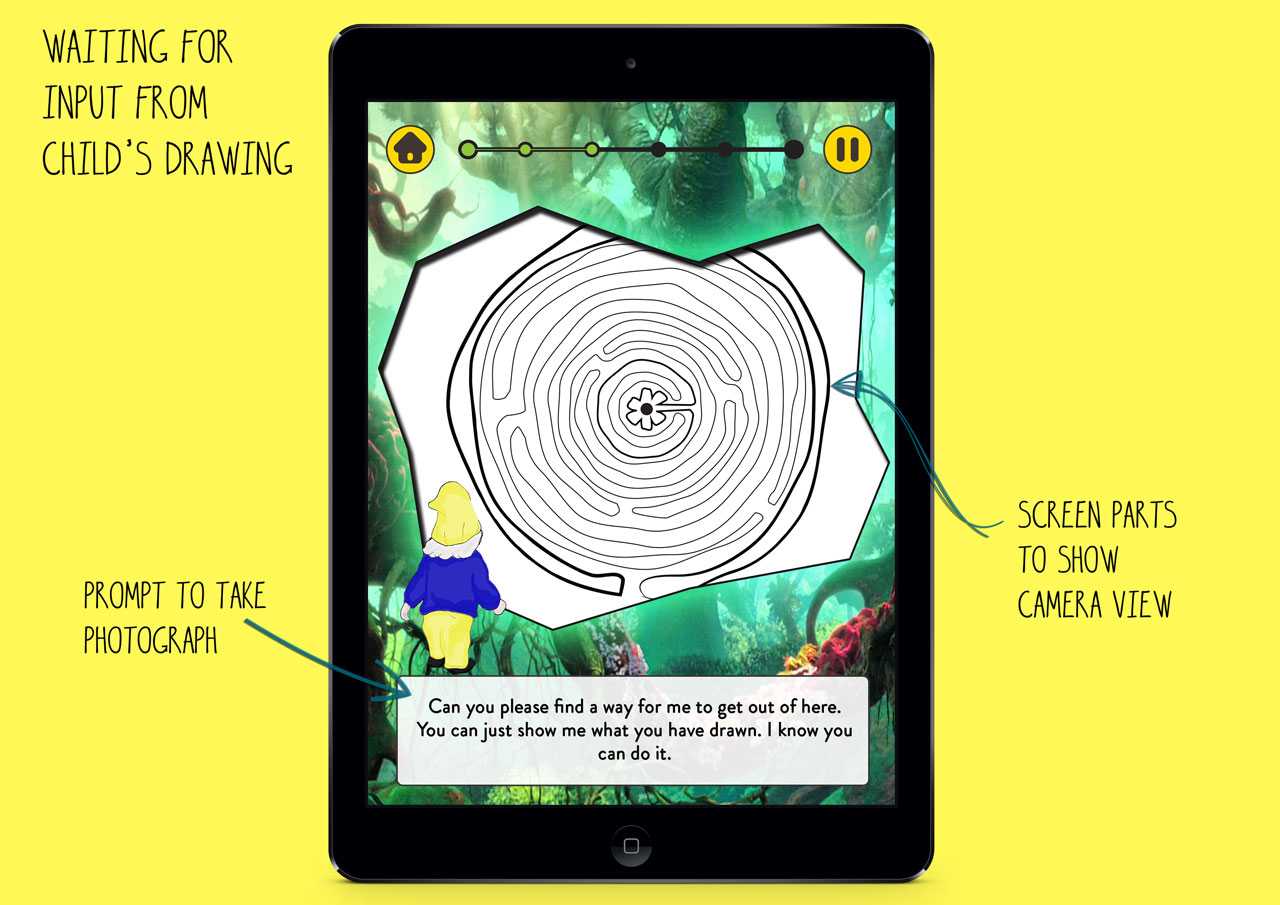 WAITING FOR
INPUT FROM
CHILD'S DRAWING
SCREEN PARTS
TO SHOW
CAMERA VIEW
PROMPT TO TAKE
PHOTOGRAPH
Can you please find a way for me to get out of here.
You can just show me what you have drawn. I know you
can do it.